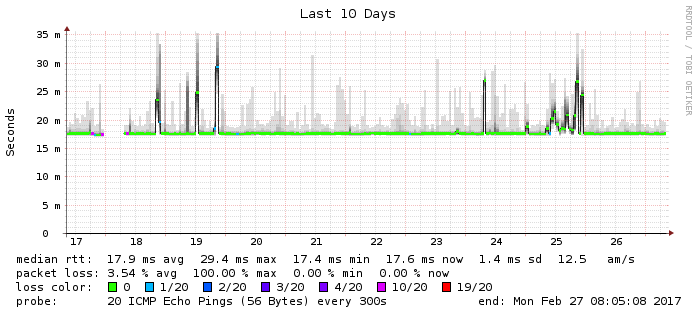 Last 10 Days
RRDTOOL / TOBI OETIKER
Seconds
35 m
30 m
25 m
20 m
15 m
10 m
5 m
0
17 18 19 20 21 22 23 24 25 26
median rtt: 17.9 ms avg 29.4 ms max 17.4 ms min 17.6 ms now 1.4 ms sd 12.5 am/s
packet loss: 3.54 % avg 100.00 % max 0.00 % min 0.00 % now
loss color: 0 1/20 2/20 3/20 4/20 10/20 19/20
probe: 20 ICMP Echo Pings (56 Bytes) every 300s end: Mon Feb 27 08:05:08 2017